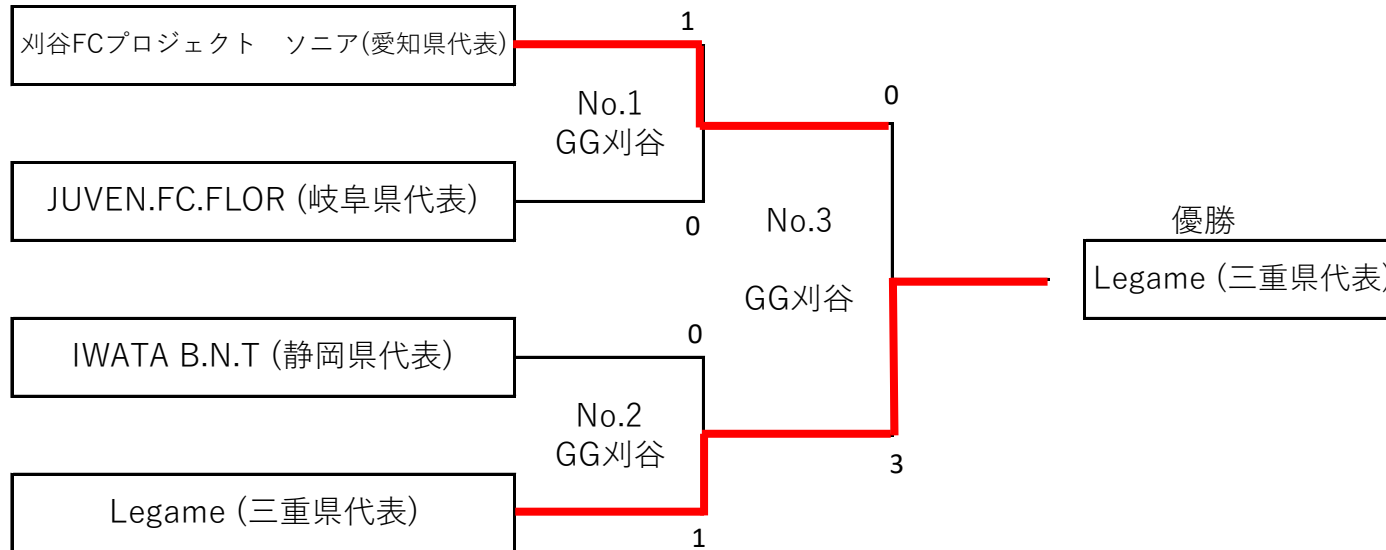 刈谷FCプロジェクト　ソニア(愛知県代表)
1
No.1
GG刈谷
0
JUVEN.FC.FLOR (岐阜県代表)
0
No.3
GG刈谷
優勝
Legame (三重県代表)
IWATA B.N.T (静岡県代表)
0
No.2
GG刈谷
3
Legame (三重県代表)
1